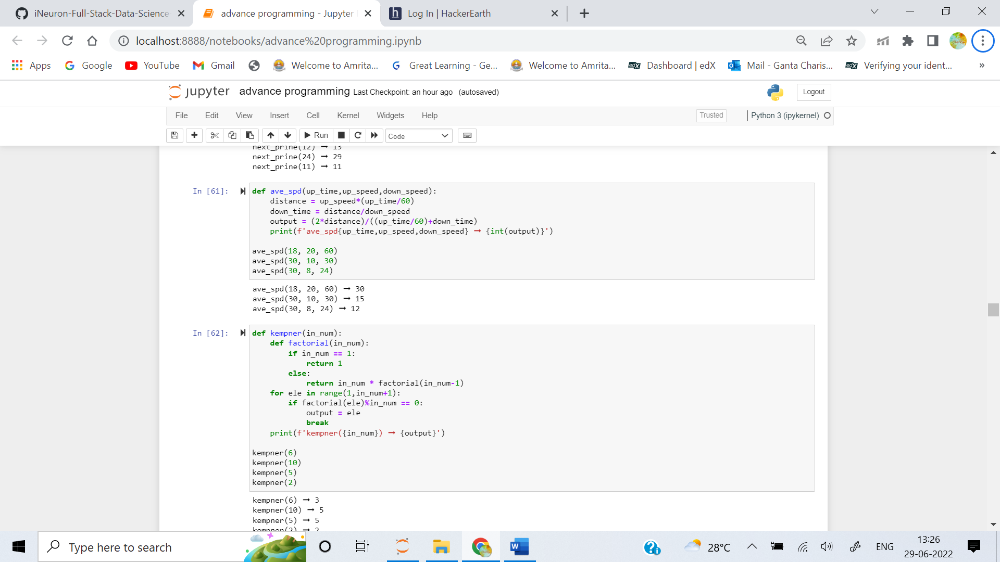 iNeuron-Full-Stack-Data-Science
advance programming - Jupyter
Log In | HackerEarth
localhost:8888/notebooks/advance%20programming.ipynb
Apps
Google
YouTube
Gmail
Welcome to Amrita...
Great Learning - Ge...
Welcome to Amrita...
Dashboard | edX
Mail - Ganta Charis...
Verifying your ident...
»
jupyter advance programming Last Checkpoint: an hour ago (autosaved)
Logout
File Edit View Insert Cell Kernel Widgets Help
Trusted
Python 3 (ipykernel)
Run
Code
next_prine(12) → 13
next_prine(24) → 29
next_prine(11) → 11
In [61]:
def ave_spd(up_time,up_speed,down_speed):
    distance = up_speed*(up_time/60)
    down_time = distance/down_speed
    output = (2*distance)/((up_time/60)+down_time)
    print(f'ave_spd{up_time,up_speed,down_speed} → {int(output)}')
ave_spd(18, 20, 60)
ave_spd(30, 10, 30)
ave_spd(30, 8, 24)
ave_spd(18, 20, 60) → 30
ave_spd(30, 10, 30) → 15
ave_spd(30, 8, 24) → 12
In [62]:
def kempner(in_num):
    def factorial(in_num):
        if in_num == 1:
            return 1
        else:
            return in_num * factorial(in_num-1)
    for ele in range(1,in_num+1):
        if factorial(ele)%in_num == 0:
            output = ele
            break
    print(f'kempner({in_num}) → {output}')
kempner(6)
kempner(10)
kempner(5)
kempner(2)
kempner(6) → 3
kempner(10) → 5
kempner(5) → 5
kempner(2) → 2
Type here to search
28°C
ENG
13:26
29-06-2022